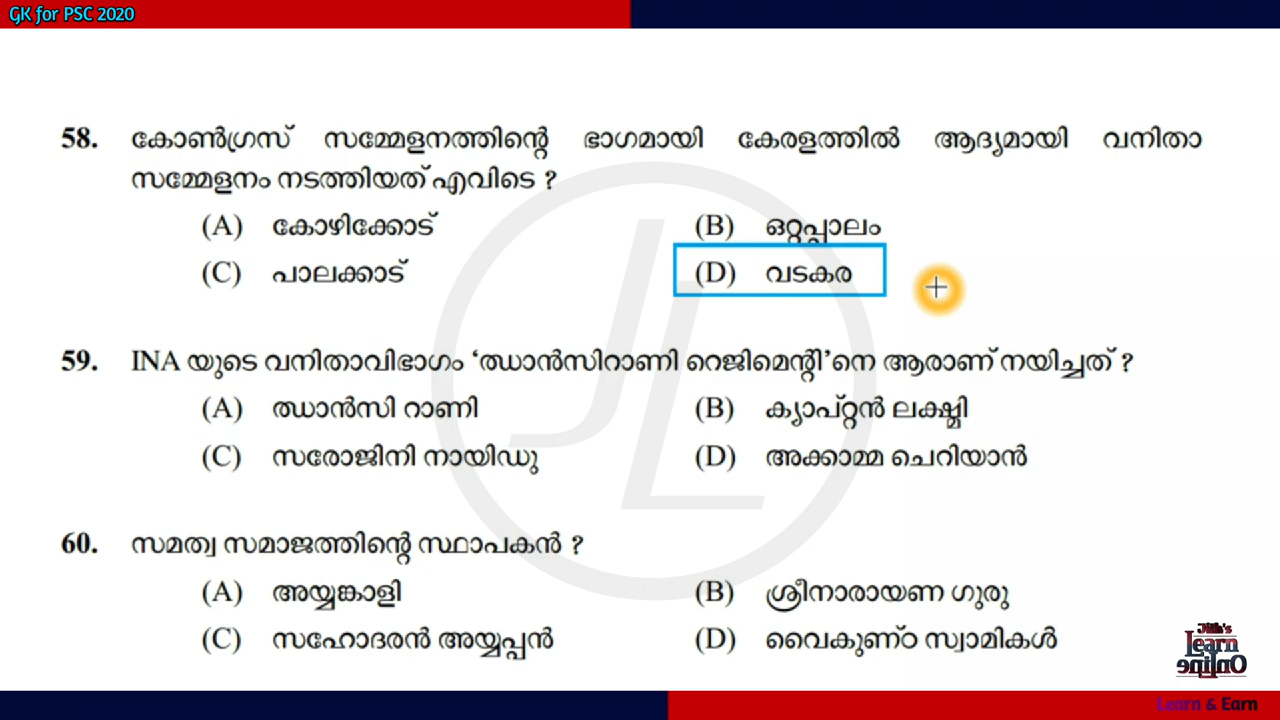 GK for PSC 2020
58. കോൺഗ്രസ് സമ്മേളനത്തിന്റെ ഭാഗമായി കേരളത്തിൽ ആദ്യമായി വനിതാ
സമ്മേളനം നടത്തിയത് എവിടെ ?
(A) കോഴിക്കോട് (B) ഒറ്റപ്പാലം
(C) പാലക്കാട് (D) വടകര
59. INA യുടെ വനിതാവിഭാഗം ‘ഝാൻസിറാണി റെജിമെന്റി’നെ ആരാണ് നയിച്ചത് ?
(A) ഝാൻസി റാണി (B) ക്യാപ്റ്റൻ ലക്ഷ്മി
(C) സരോജിനി നായിഡു (D) അക്കാമ്മ ചെറിയാൻ
60. സമത്വ സമാജത്തിന്റെ സ്ഥാപകൻ ?
(A) അയ്യങ്കാളി (B) ശ്രീനാരായണ ഗുരു
(C) സഹോദരൻ അയ്യപ്പൻ (D) വൈകുണ്ഠ സ്വാമികൾ
JL
Jith's
Learn
Online
Learn & Earn